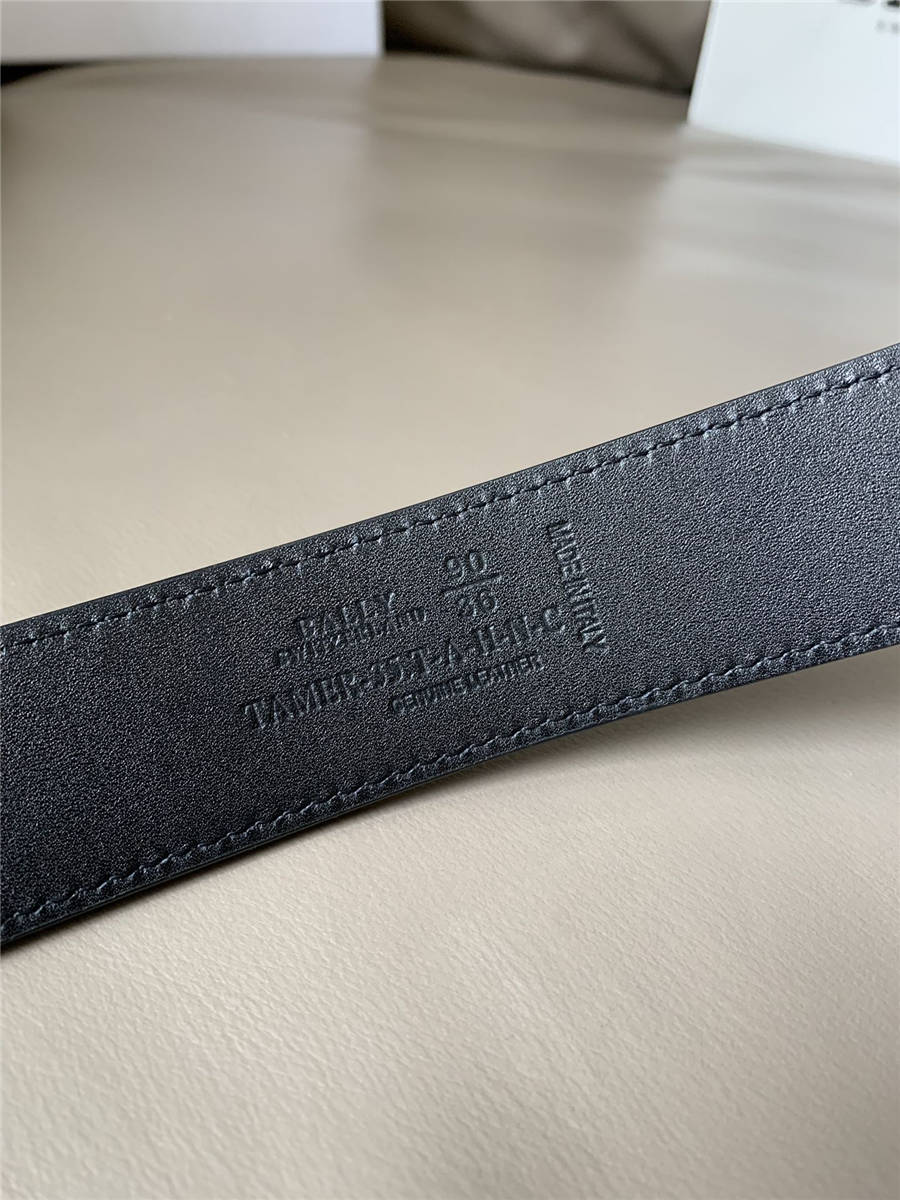 BALLY
SWITZERLAND
90
36
MADE IN ITALY
GENUINE LEATHER